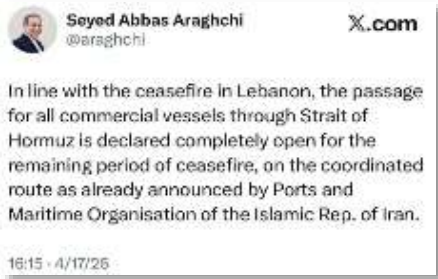 Seyed Abbas Araghchi
X.com
@araghchi
In line with the ceasefire in Lebanon, the passage
for all commercial vessels through Strait of
Hormuz is declared completely open for the
remaining period of ceasefire, on the coordinated
route as already announced by Ports and
Maritime Organisation of the Islamic Rep. of Iran.
16:15 · 4/17/26